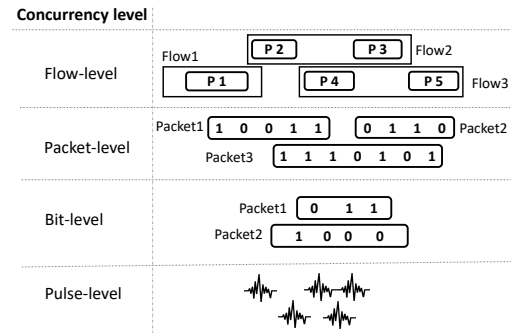 Concurrency level
Flow-level
Flow1
P 2
P 3
Flow2
P 1
P 4
P 5
Flow3
Packet-level
Packet1
1 0 0 1 1
0 1 1 0
Packet2
Packet3
1 1 1 0 1 0 1
Bit-level
Packet1
0 1 1
Packet2
1 0 0 0
Pulse-level